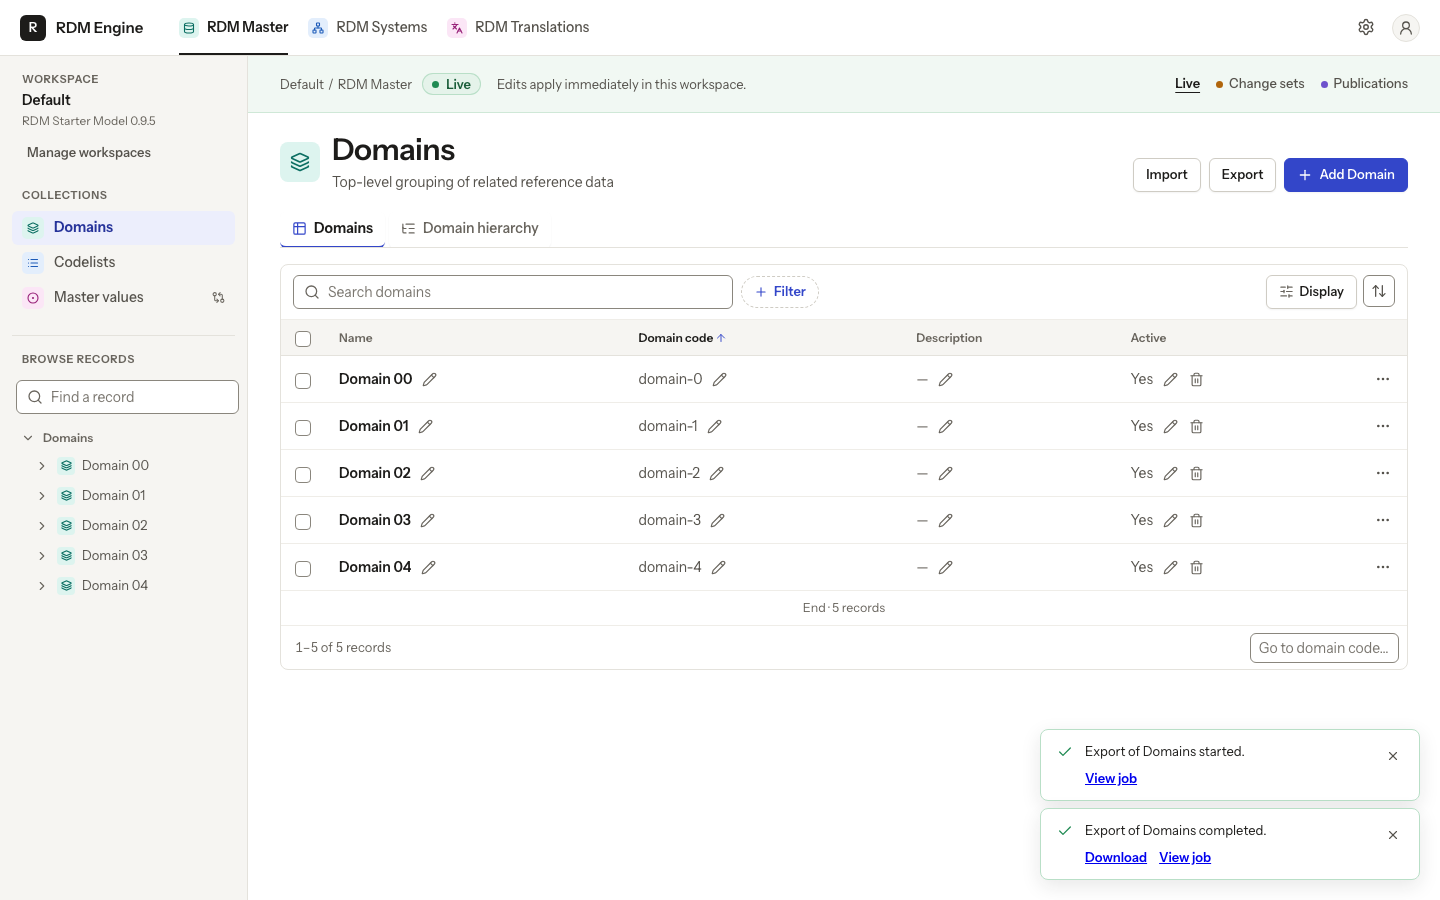 R RDM Engine RDM Master RDM Systems RDM Translations
WORKSPACE
Default
RDM Starter Model 0.9.5
Manage workspaces
COLLECTIONS
Domains
Codelists
Master values
BROWSE RECORDS
Find a record
Domains
Domain 00
Domain 01
Domain 02
Domain 03
Domain 04
Default / RDM Master Live Edits apply immediately in this workspace. Live Change sets Publications
Domains
Top-level grouping of related reference data
Import Export Add Domain
Domains Domain hierarchy
Search domains Filter Display
Name Domain code Description Active
Domain 00 domain-0 — Yes
Domain 01 domain-1 — Yes
Domain 02 domain-2 — Yes
Domain 03 domain-3 — Yes
Domain 04 domain-4 — Yes
End · 5 records
1–5 of 5 records Go to domain code...
Export of Domains started.
View job
Export of Domains completed.
Download View job